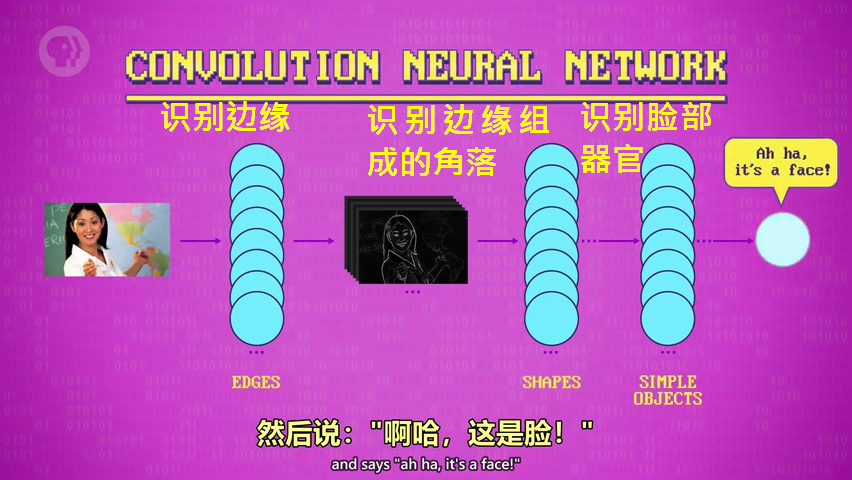 CONVOLUTION NEURAL NETWORK
识别边缘
识别边缘组
成的角落
识别脸部
器官
Ah ha,
it's a face!
EDGES
SHAPES
SIMPLE
OBJECTS
然后说："啊哈，这是脸！"
and says "ah ha, it's a face!"